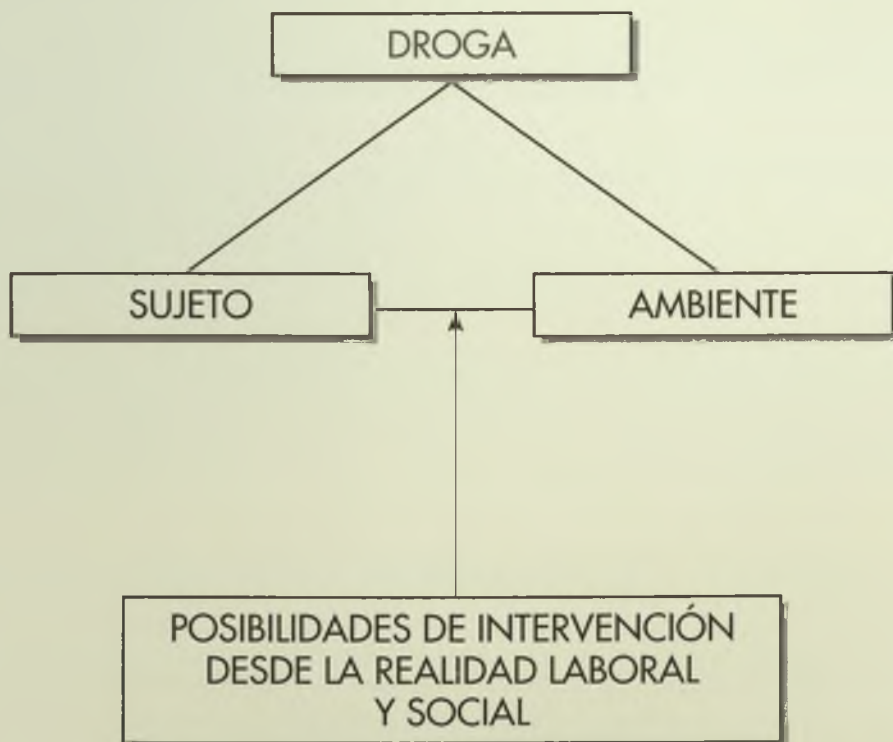 DROGA
SUJETO
AMBIENTE
POSIBILIDADES DE INTERVENCIÓN
DESDE LA REALIDAD LABORAL
Y SOCIAL